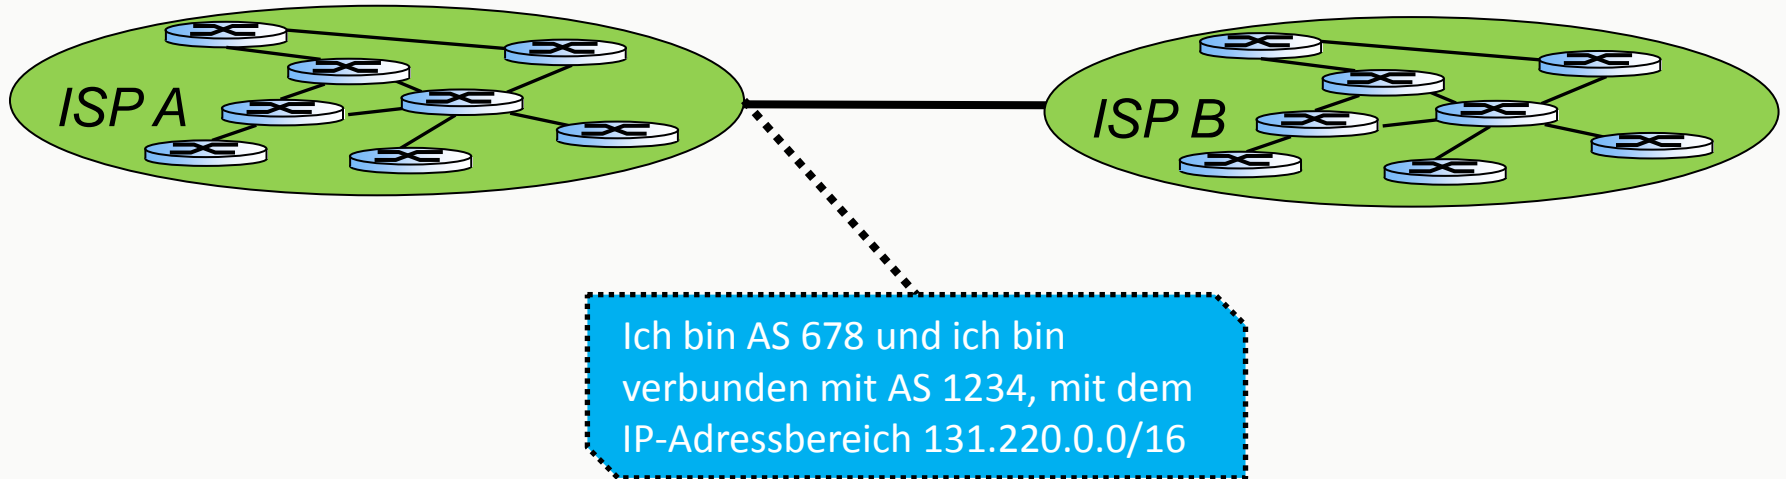 ISP A
ISP B
Ich bin AS 678 und ich bin
verbunden mit AS 1234, mit dem
IP-Adressbereich 131.220.0.0/16